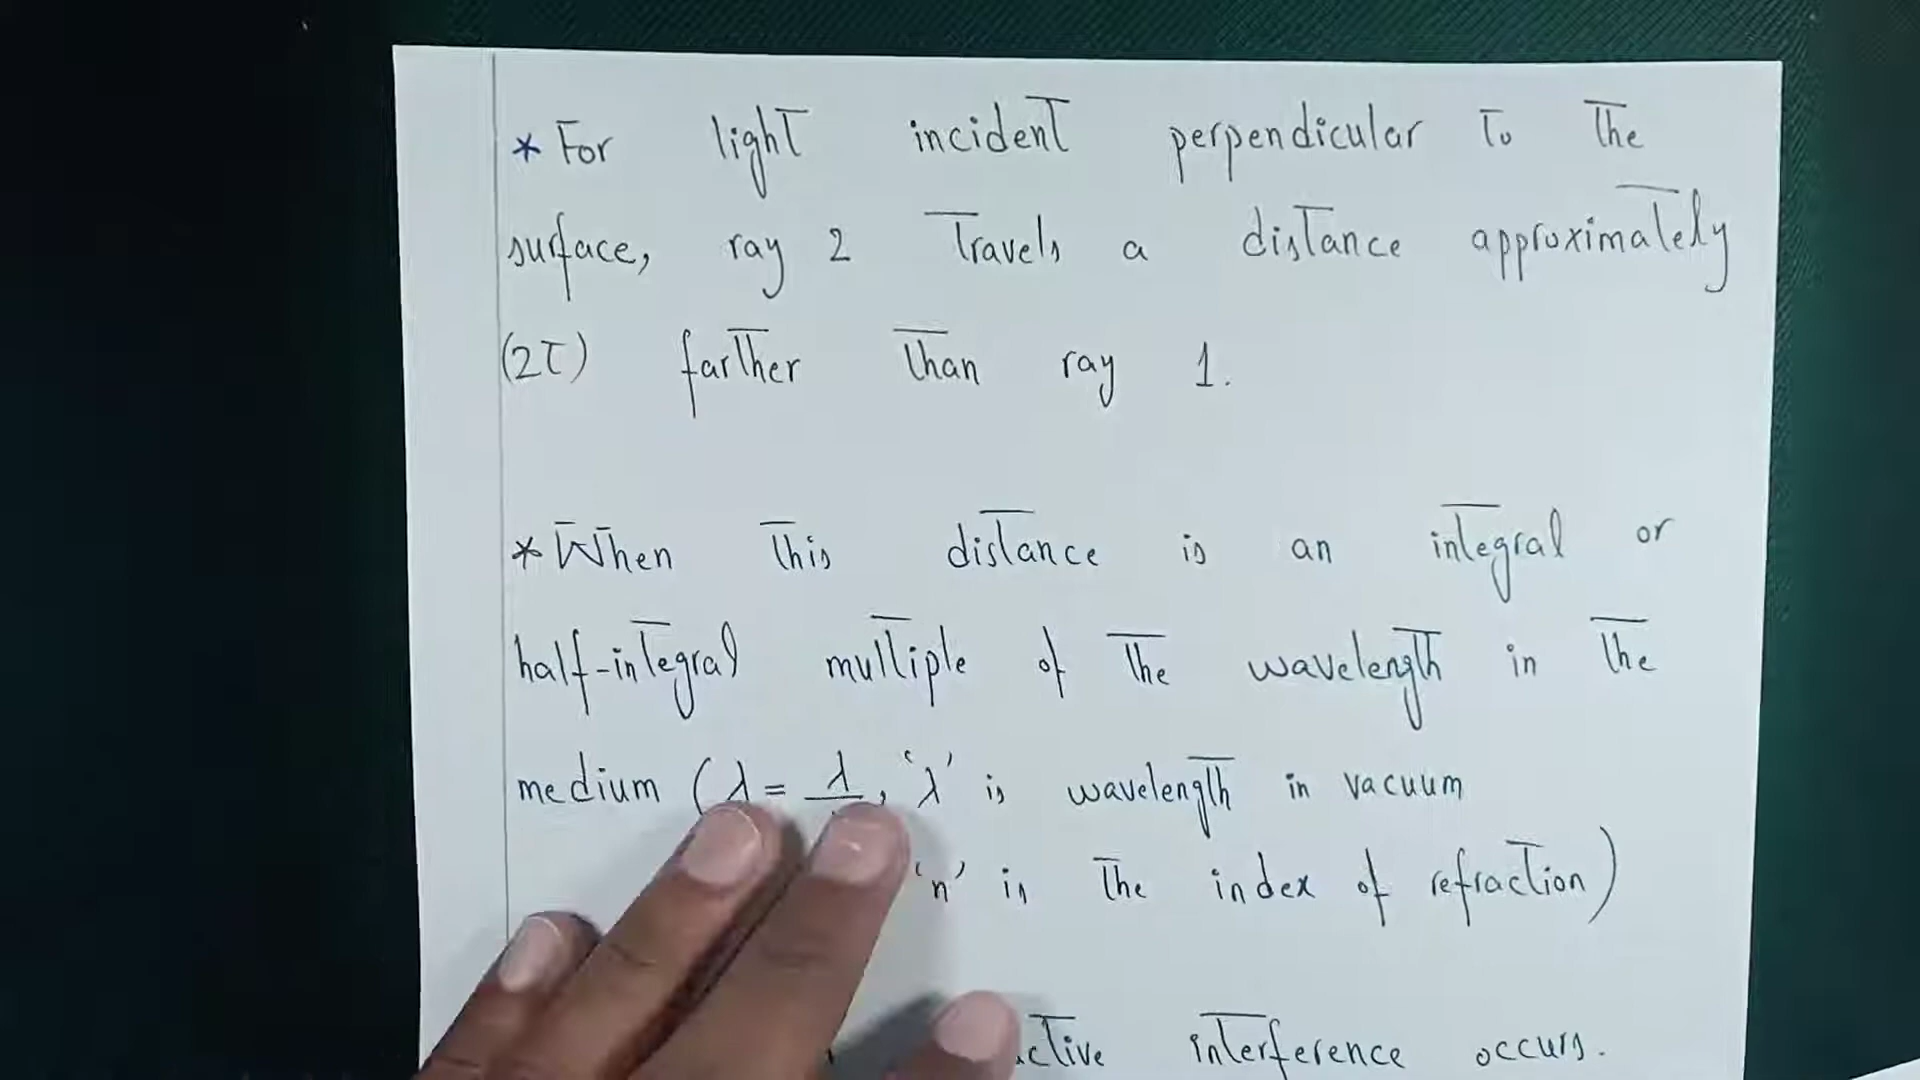 * For light incident perpendicular to the
surface, ray 2 travels a distance approximately
(2t) farther than ray 1.
* When this distance is an integral or
half-integral multiple of the wavelength in the
medium (λ = λ , 'λ' is wavelength in vacuum
'n' is the index of refraction)
interference occurs.